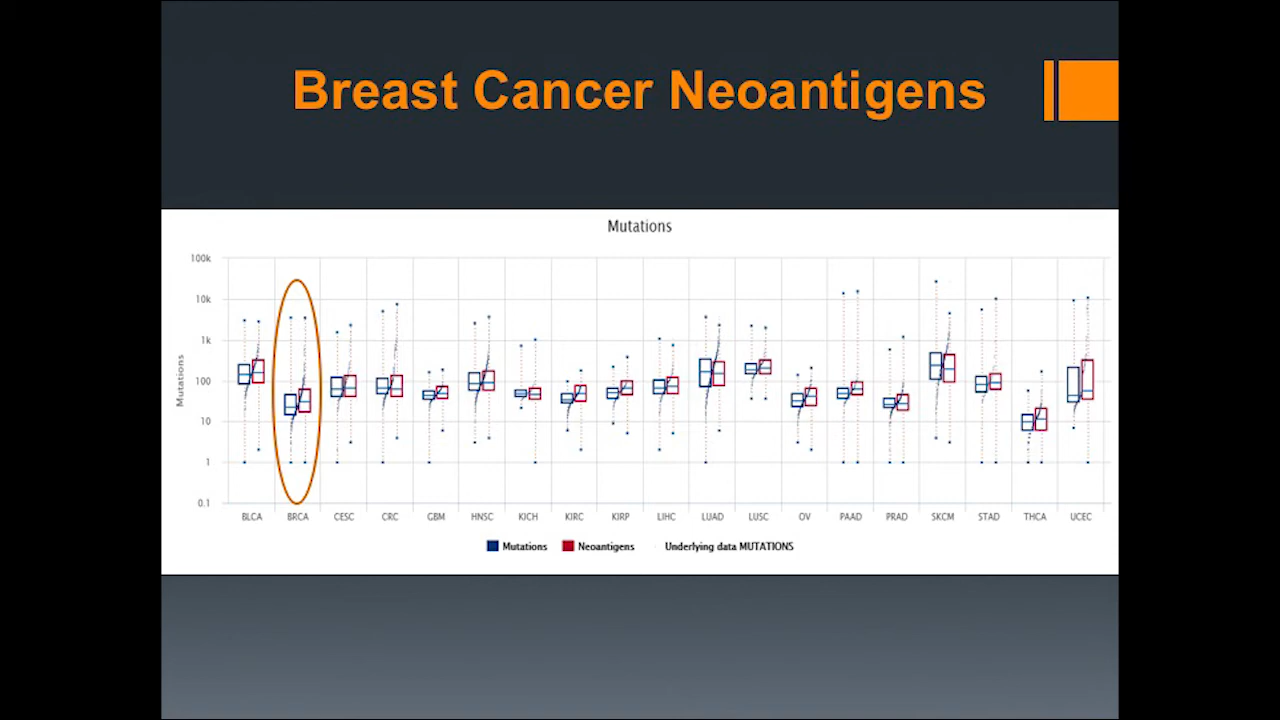 Breast Cancer Neoantigens
Mutations
100k
10k
1k
100
10
1
0.1
Mutations
BLCA BRCA CESC CRC GBM HNSC KICH KIRC KIRP LIHC LUAD LUSC OV PAAD PRAD SKCM STAD THCA UCEC
Mutations Neoantigens Underlying data MUTATIONS